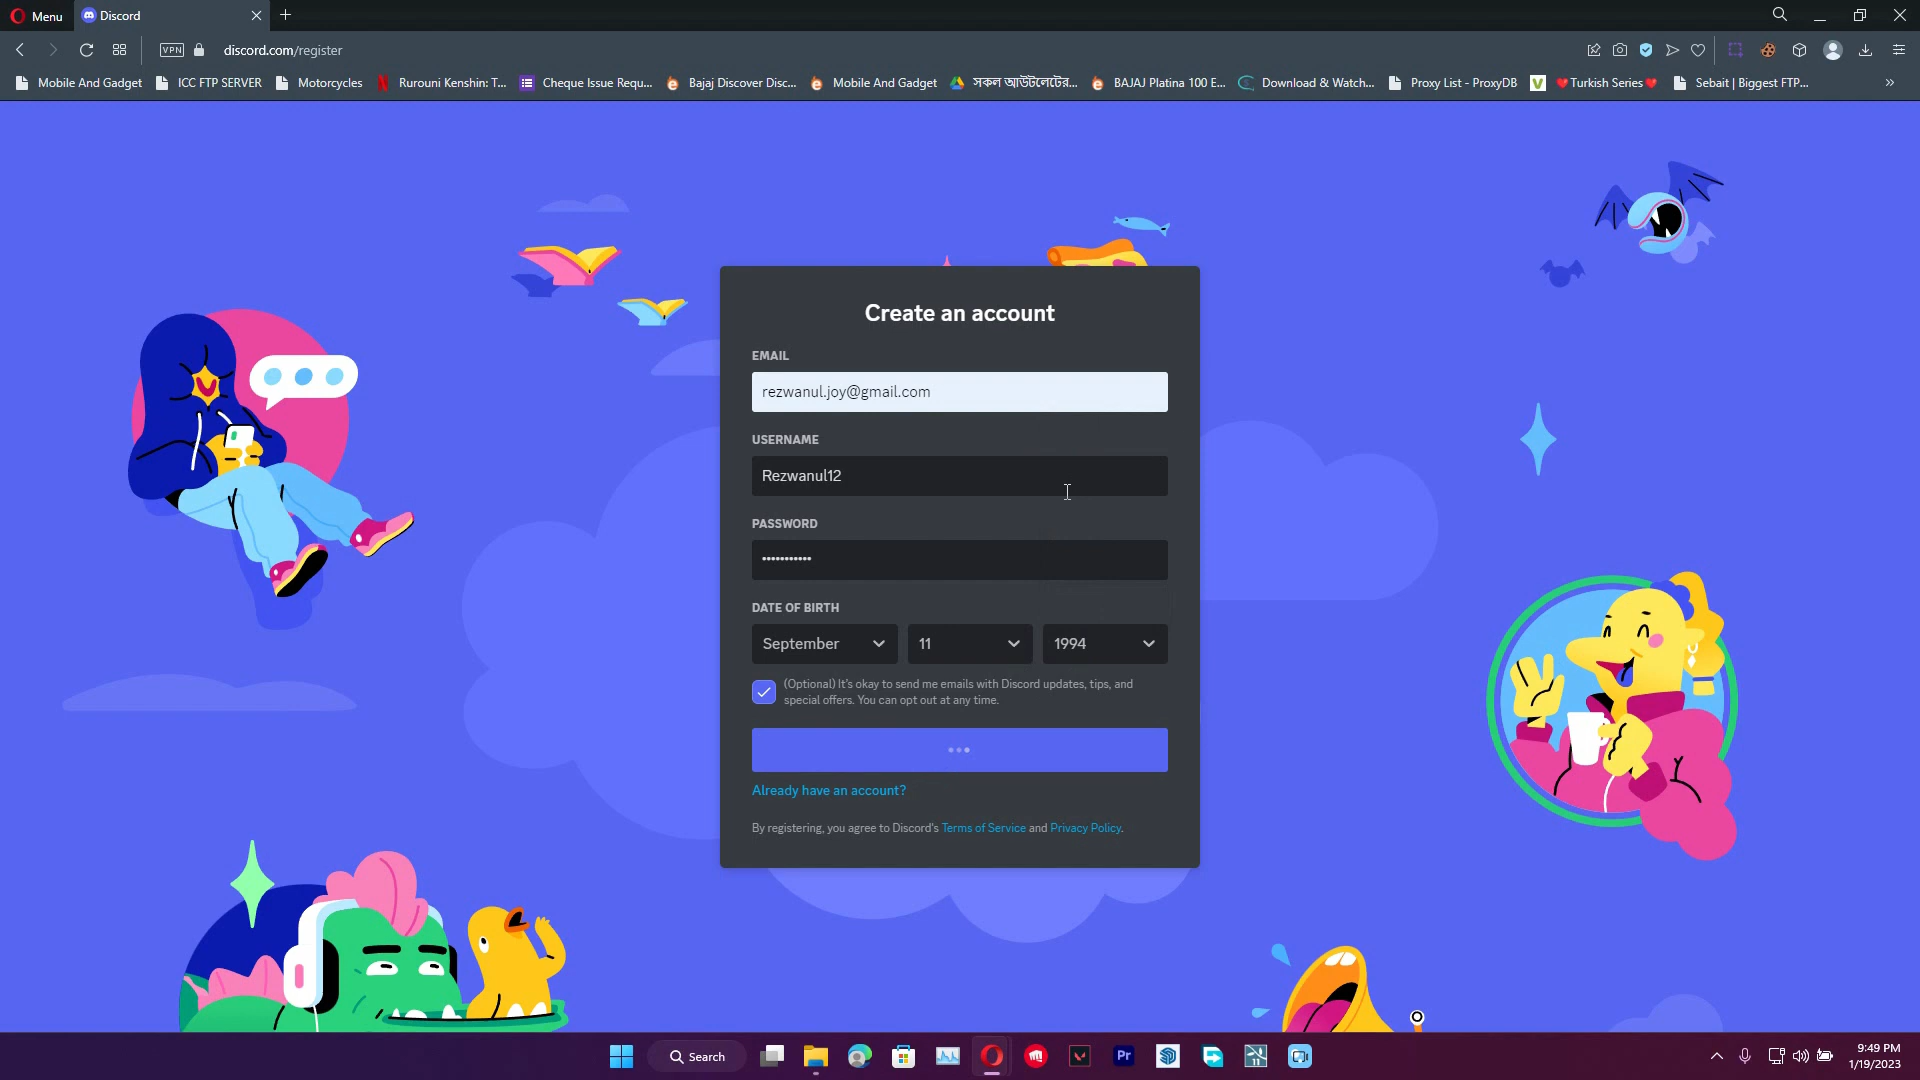 Menu
Discord
VPN
discord.com/register
Mobile And Gadget
ICC FTP SERVER
Motorcycles
Rurouni Kenshin: T...
Cheque Issue Requ...
Bajaj Discover Disc...
Mobile And Gadget
সকল আউটলেটের...
BAJAJ Platina 100 E...
Download & Watch...
Proxy List - ProxyDB
❤️Turkish Series❤️
Sebait | Biggest FTP...
Create an account
EMAIL
rezwanul.joy@gmail.com
USERNAME
Rezwanul12
PASSWORD
•••••••••••
DATE OF BIRTH
September 11 1994
(Optional) It's okay to send me emails with Discord updates, tips, and
special offers. You can opt out at any time.
Already have an account?
By registering, you agree to Discord's Terms of Service and Privacy Policy.
Search
Pr
11
9:49 PM
1/19/2023